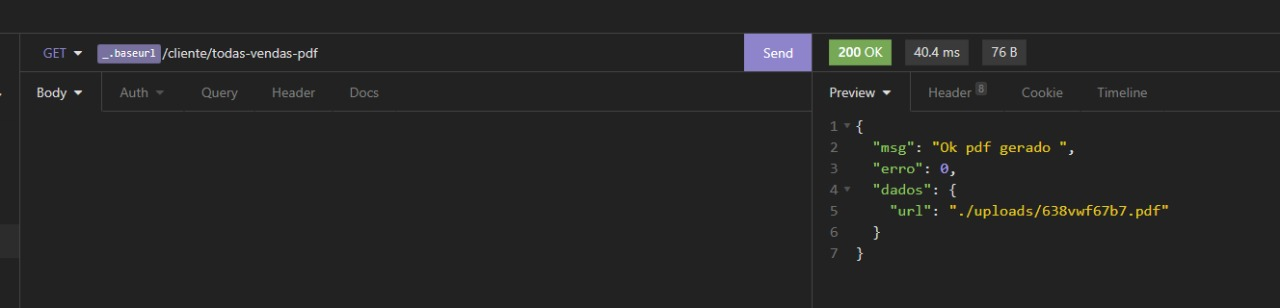 GET _.baseurl /cliente/todas-vendas-pdf Send 200 OK 40.4 ms 76 B
Body Auth Query Header Docs Preview Header 8 Cookie Timeline
1 {
2 "msg": "Ok pdf gerado ",
3 "erro": 0,
4 "dados": {
5 "url": "./uploads/638vwf67b7.pdf"
6 }
7 }